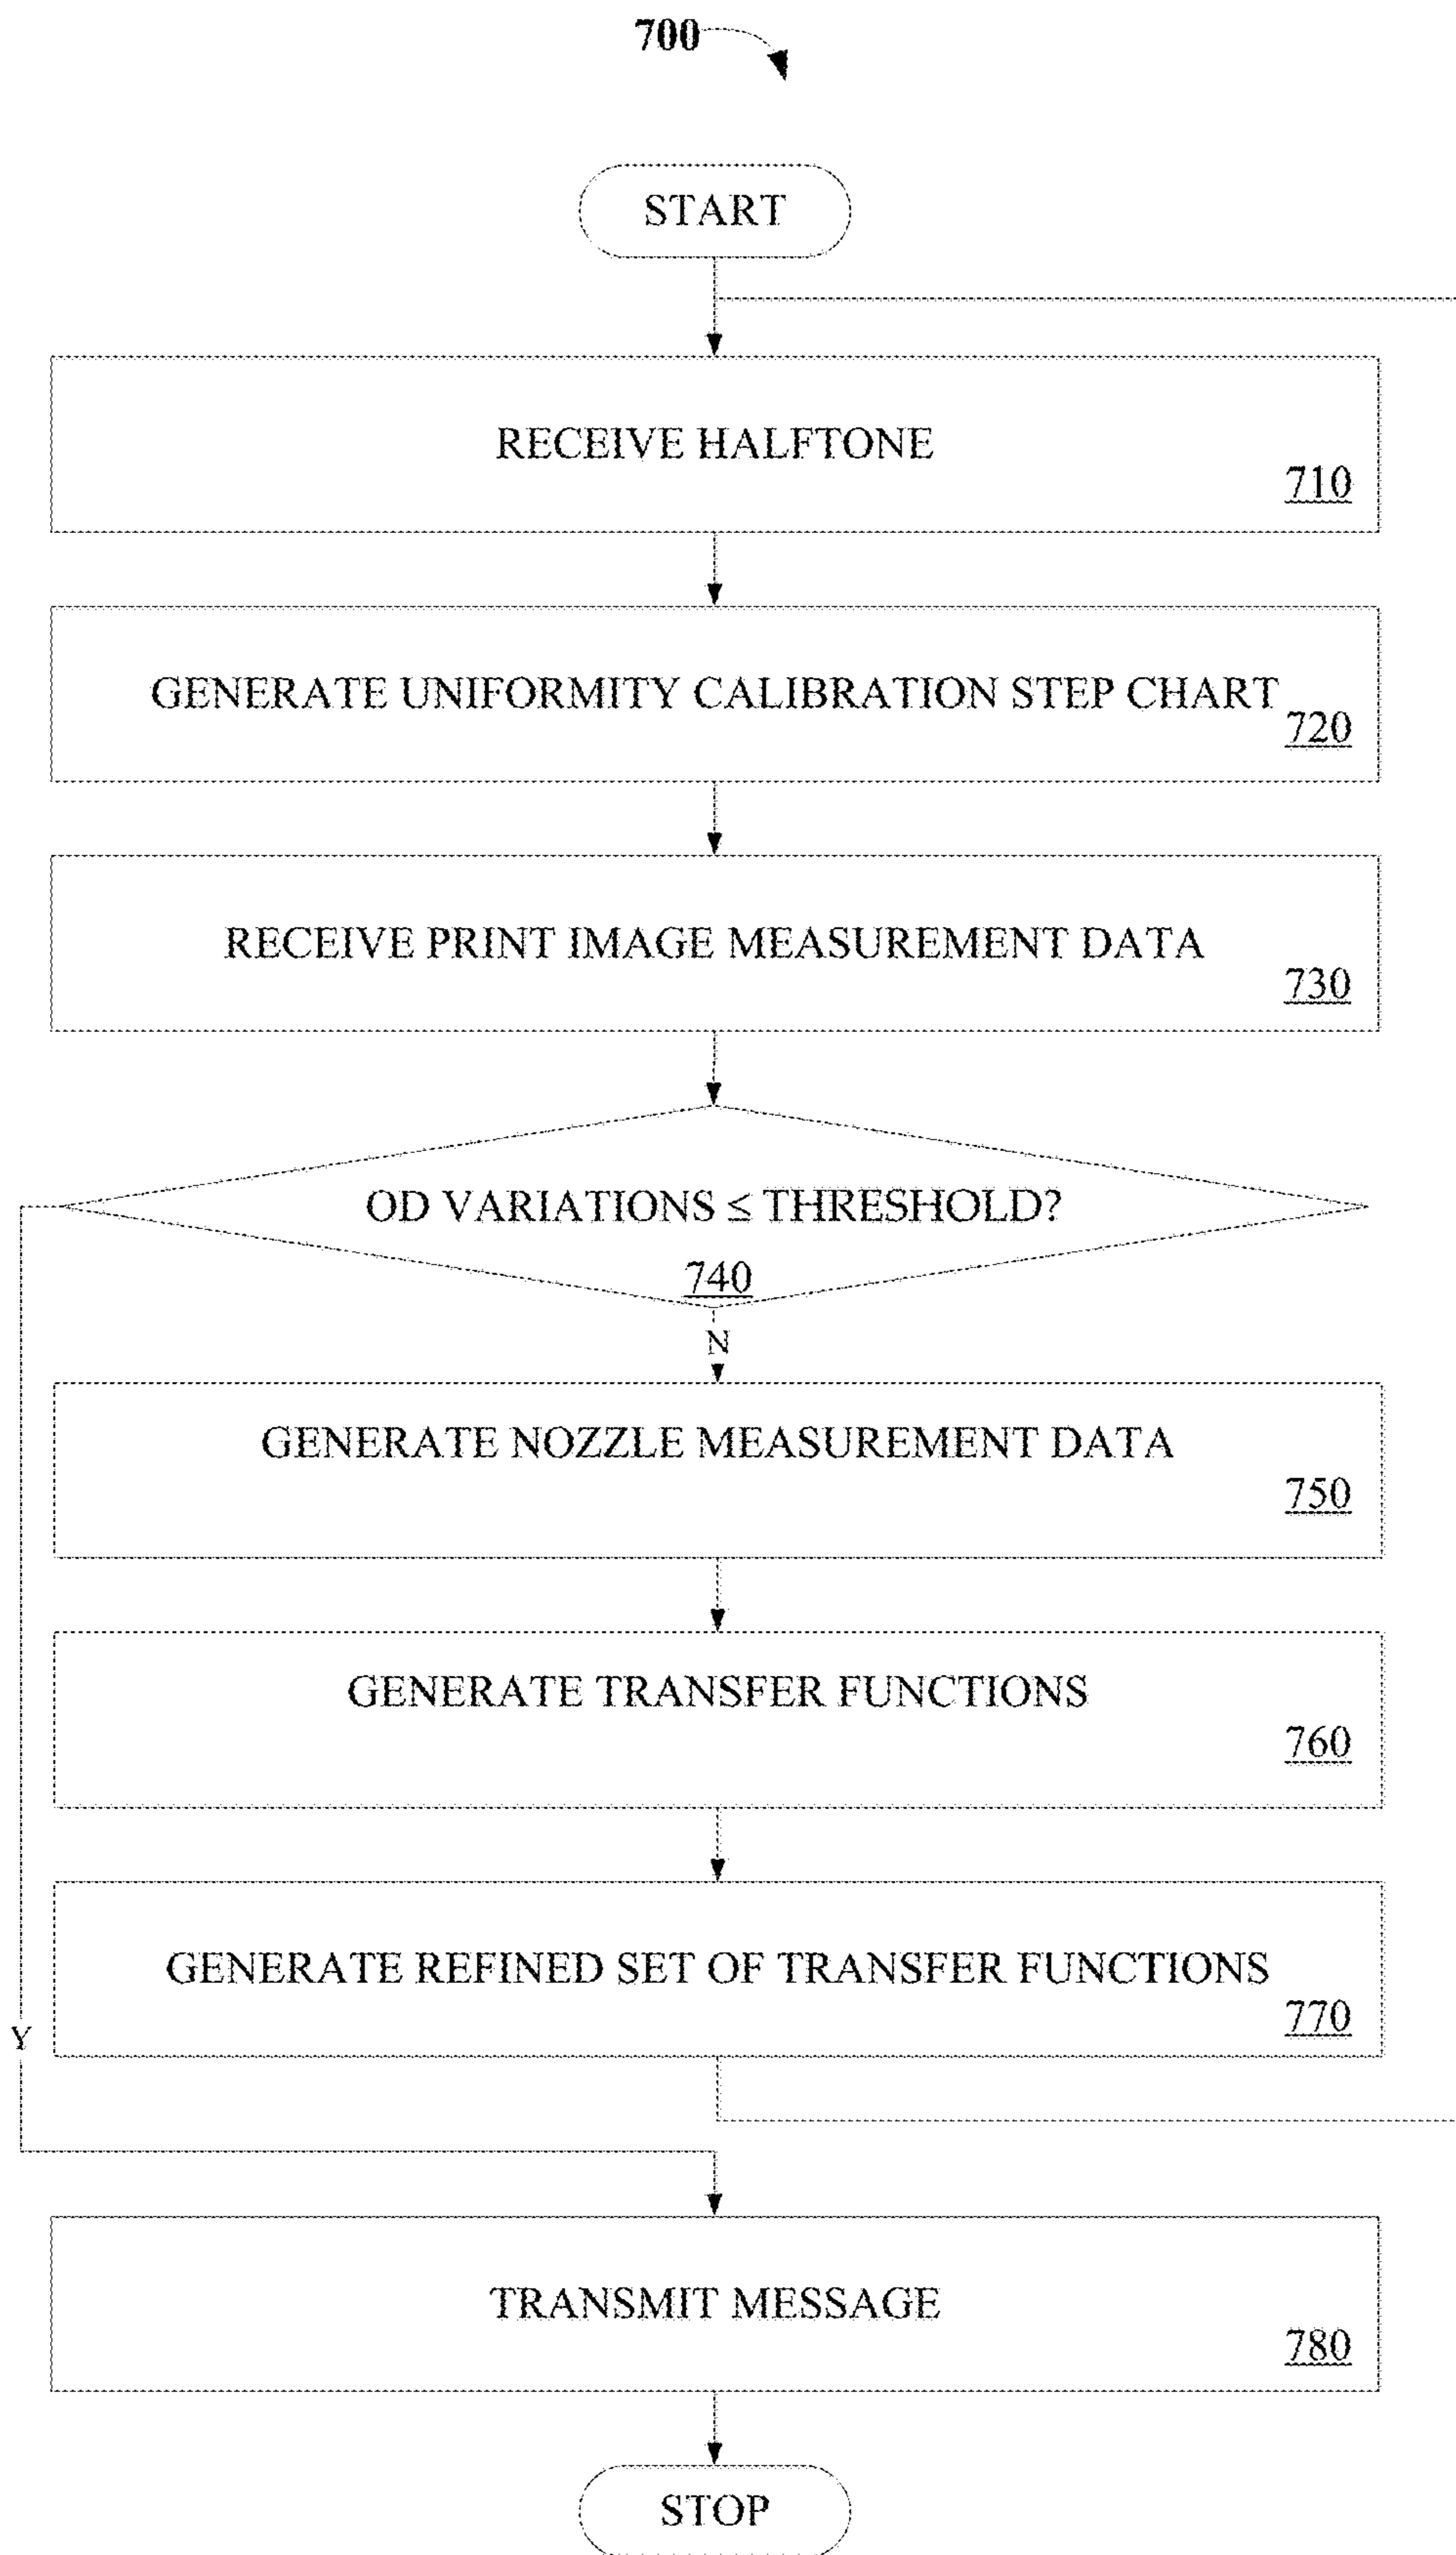 700
START
RECEIVE HALFTONE
710
GENERATE UNIFORMITY CALIBRATION STEP CHART
720
RECEIVE PRINT IMAGE MEASUREMENT DATA
730
OD VARIATIONS ≤ THRESHOLD?
740
N
GENERATE NOZZLE MEASUREMENT DATA
750
GENERATE TRANSFER FUNCTIONS
760
GENERATE REFINED SET OF TRANSFER FUNCTIONS
770
Y
TRANSMIT MESSAGE
780
STOP